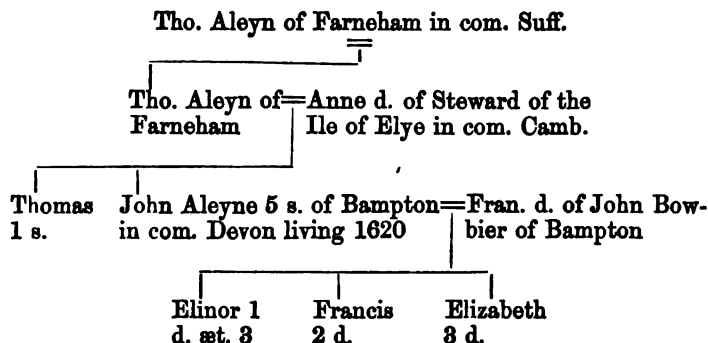 Tho. Aleyn of Farneham in com. Suff.
Tho. Aleyn of=Anne d. of Steward of the
Farneham Ile of Elye in com. Camb.
Thomas John Aleyne 5 s. of Bampton=Fran. d. of John Bow-
1 s. in com. Devon living 1620 bier of Bampton
Elinor 1 Francis Elizabeth
d. æt. 3 2 d. 3 d.